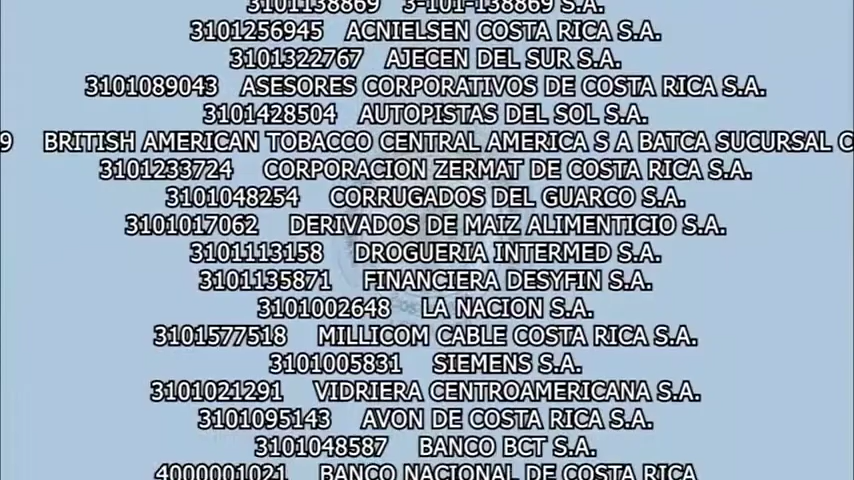 3101138869 3-101-138869 S.A.
3101256945 ACNIELSEN COSTA RICA S.A.
3101322767 AJECEN DEL SUR S.A.
3101089043 ASESORES CORPORATIVOS DE COSTA RICA S.A.
3101428504 AUTOPISTAS DEL SOL S.A.
9 BRITISH AMERICAN TOBACCO CENTRAL AMERICA S A BATCA SUCURSAL C
3101233724 CORPORACION ZERMAT DE COSTA RICA S.A.
3101048254 CORRUGADOS DEL GUARCO S.A.
3101017062 DERIVADOS DE MAIZ ALIMENTICIO S.A.
3101113158 DROGUERIA INTERMED S.A.
3101135871 FINANCIERA DESYFIN S.A.
3101002648 LA NACION S.A.
3101577518 MILLICOM CABLE COSTA RICA S.A.
3101005831 SIEMENS S.A.
3101021291 VIDRIERA CENTROAMERICANA S.A.
3101095143 AVON DE COSTA RICA S.A.
3101048587 BANCO BCT S.A.
4000001021 BANCO NACIONAL DE COSTA RICA